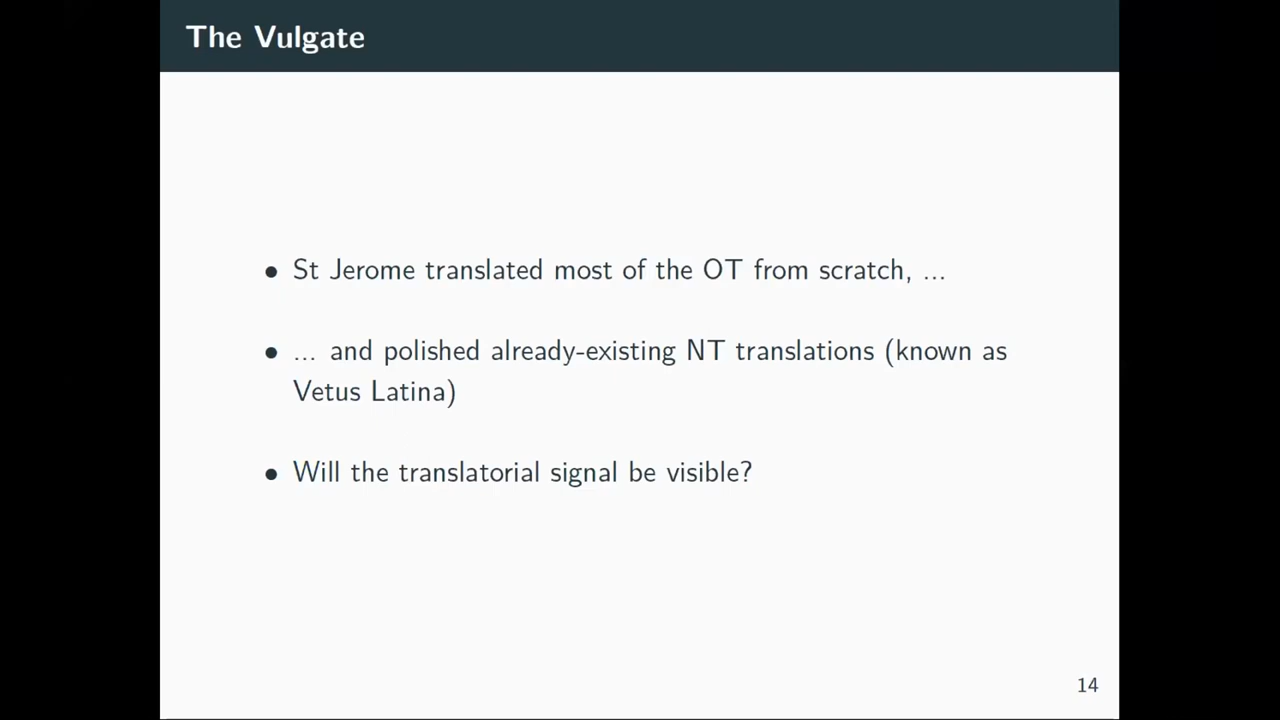 The Vulgate
• St Jerome translated most of the OT from scratch, ...
• ... and polished already-existing NT translations (known as
Vetus Latina)
• Will the translatorial signal be visible?
14